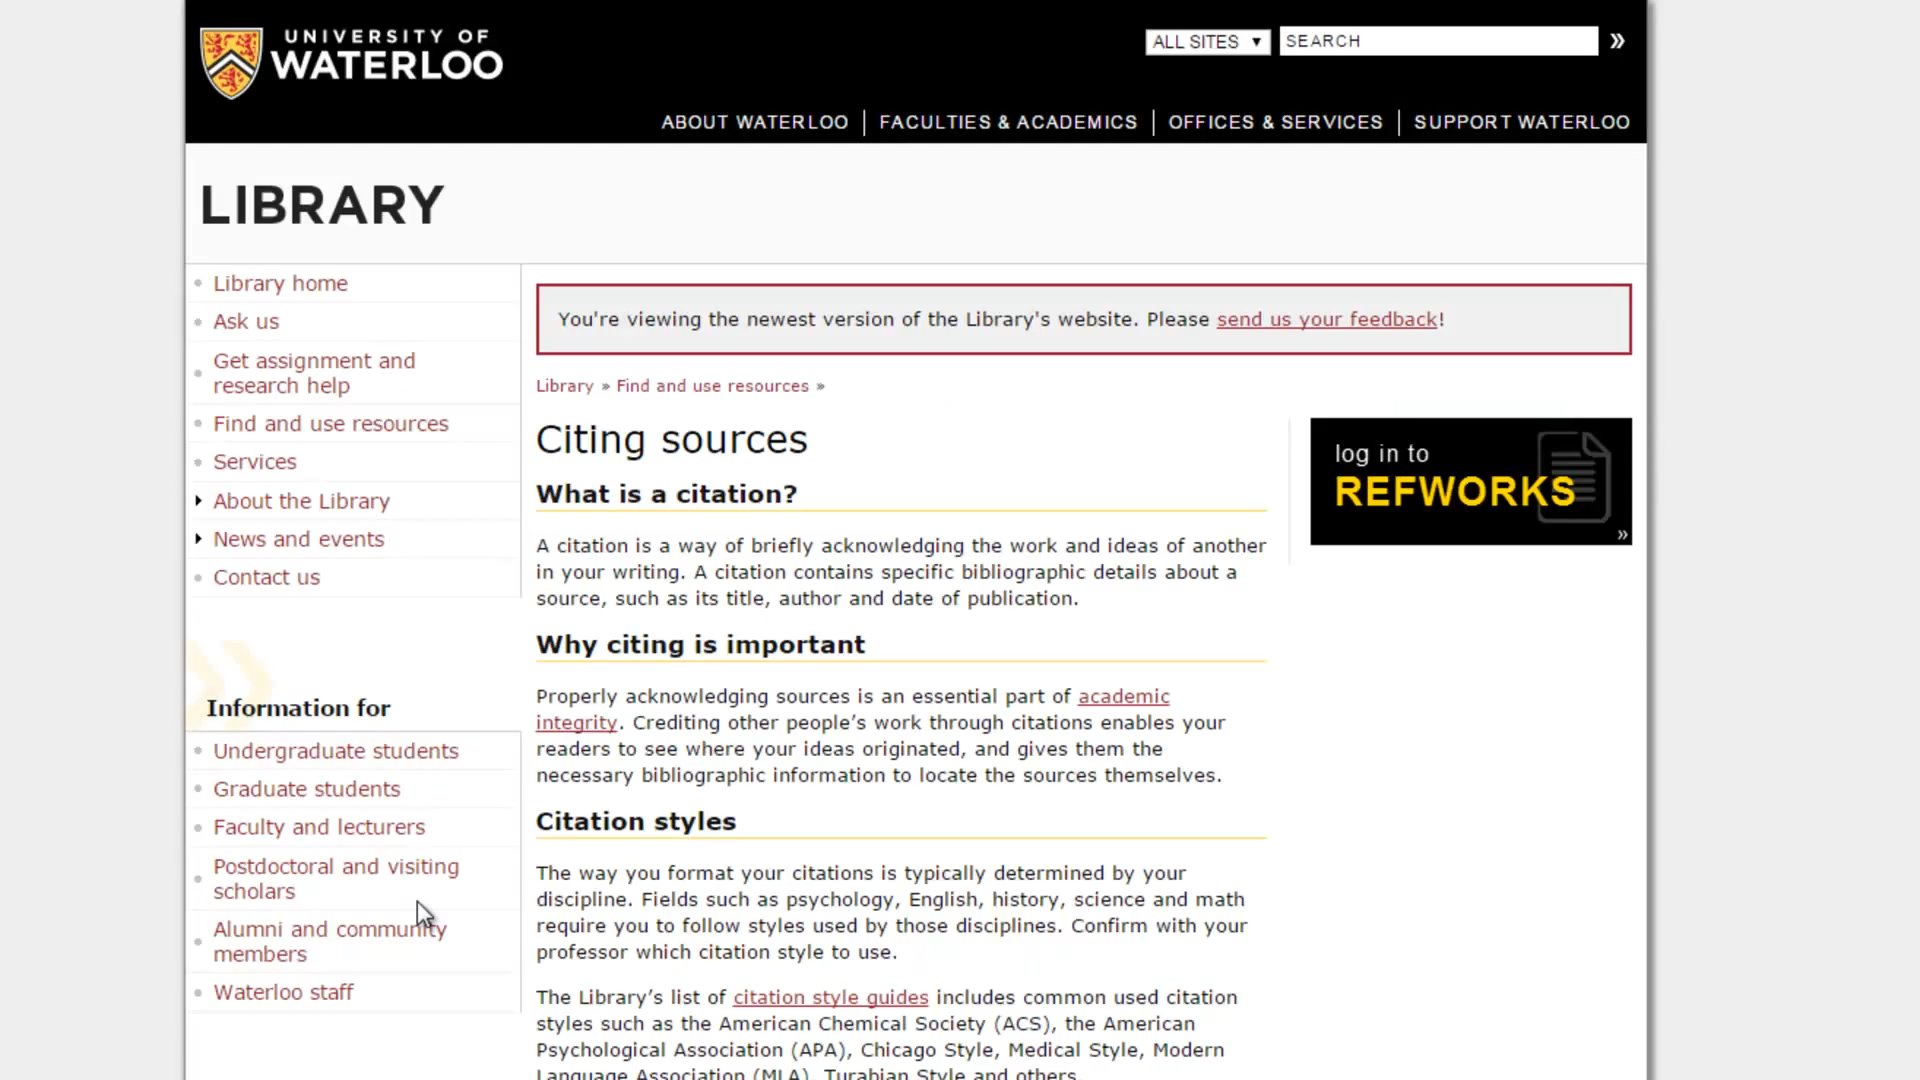 UNIVERSITY OF
WATERLOO
ALL SITES ▼
SEARCH
»
ABOUT WATERLOO
FACULTIES & ACADEMICS
OFFICES & SERVICES
SUPPORT WATERLOO
LIBRARY
Library home
Ask us
Get assignment and
research help
Find and use resources
Services
About the Library
News and events
Contact us
Information for
Undergraduate students
Graduate students
Faculty and lecturers
Postdoctoral and visiting
scholars
Alumni and community
members
Waterloo staff
You're viewing the newest version of the Library's website. Please send us your feedback!
Library » Find and use resources »
Citing sources
What is a citation?
A citation is a way of briefly acknowledging the work and ideas of another
in your writing. A citation contains specific bibliographic details about a
source, such as its title, author and date of publication.
Why citing is important
Properly acknowledging sources is an essential part of academic
integrity. Crediting other people’s work through citations enables your
readers to see where your ideas originated, and gives them the
necessary bibliographic information to locate the sources themselves.
Citation styles
The way you format your citations is typically determined by your
discipline. Fields such as psychology, English, history, science and math
require you to follow styles used by those disciplines. Confirm with your
professor which citation style to use.
The Library’s list of citation style guides includes common used citation
styles such as the American Chemical Society (ACS), the American
Psychological Association (APA), Chicago Style, Medical Style, Modern
Language Association (MLA), Turabian Style and others.
log in to
REFWORKS
»